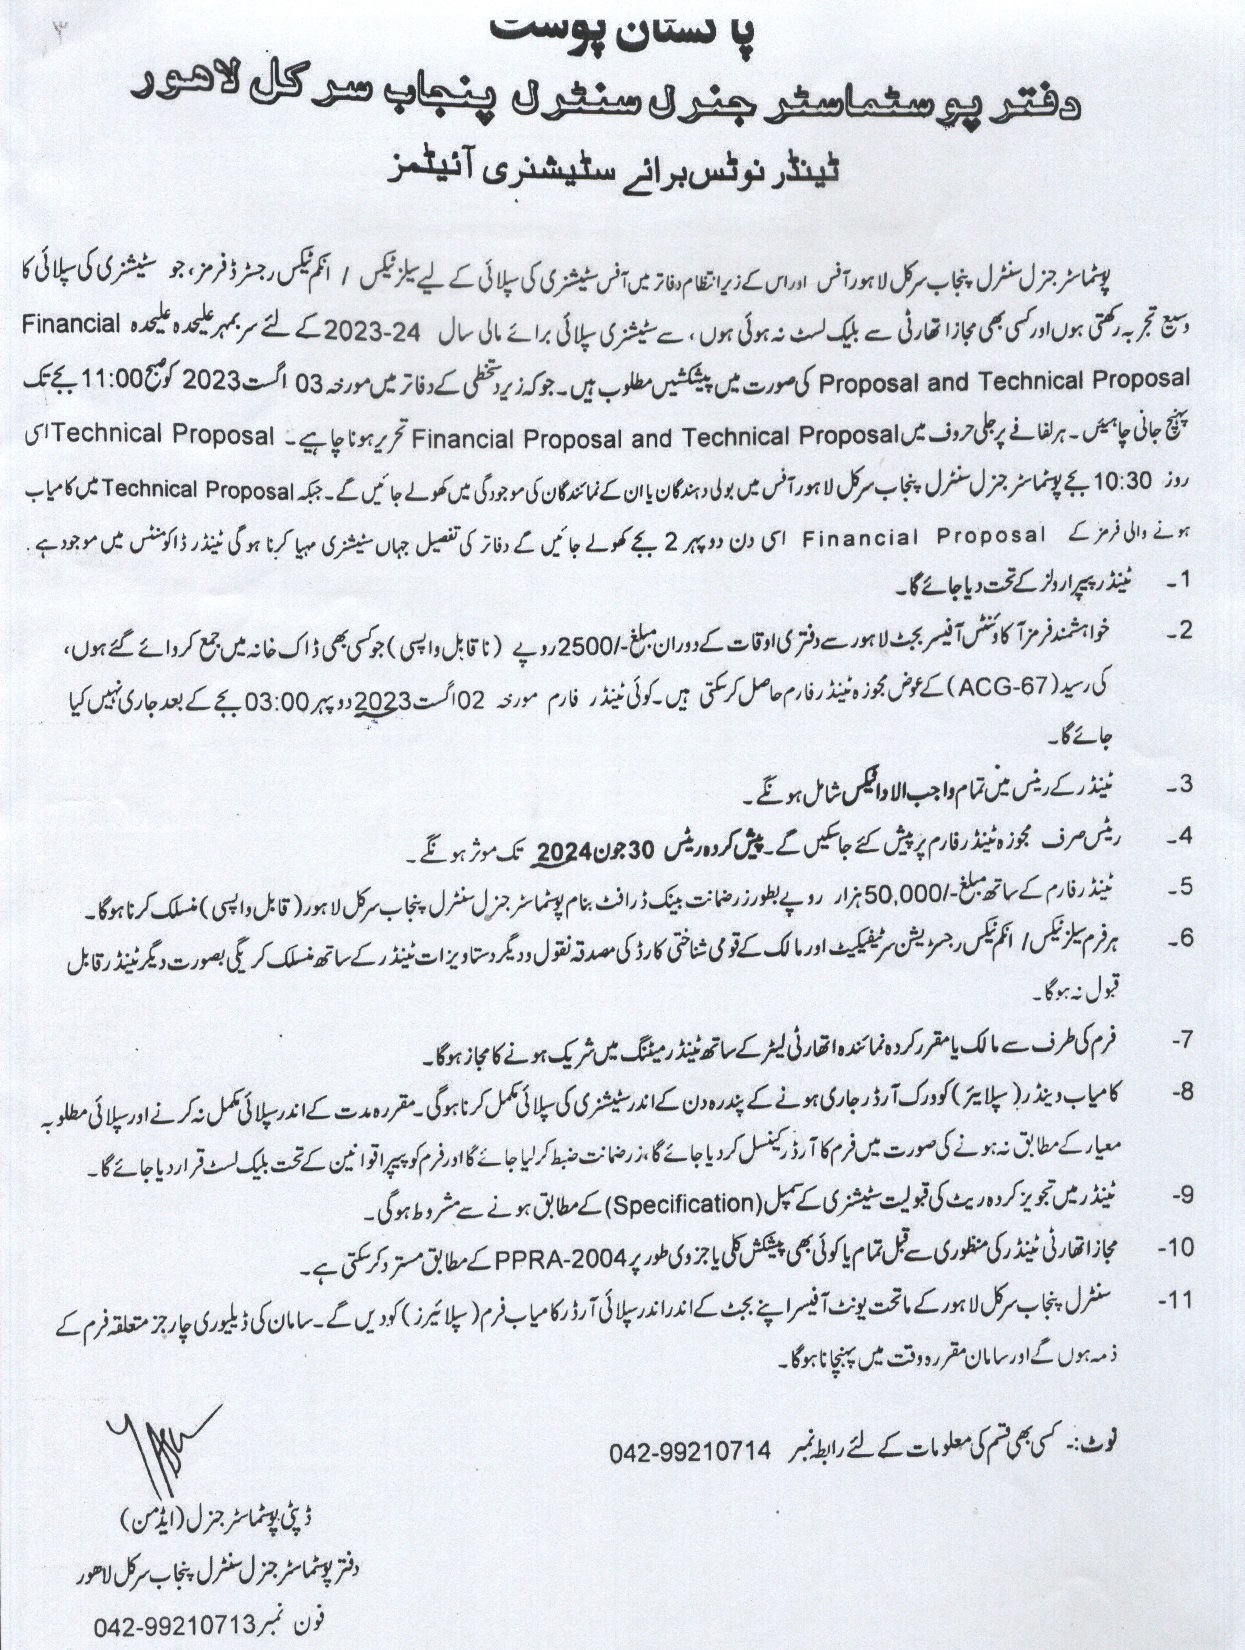 ۳
پاکستان پوسٹ
دفتر پوسٹماسٹر جنرل سنٹرل پنجاب سرکل لاھور
ٹینڈر نوٹس برائے سٹیشنری آئیٹمز
پوسٹماسٹر جنرل سنٹرل پنجاب سرکل لاہور آفس اور اس کے زیر انتظام دفاتر میں آفس سٹیشنری کی سپلائی کے لیے سیلز ٹیکس / انکم ٹیکس رجسٹرڈ فرمز، جو سٹیشنری کی سپلائی کا
وسیع تجربہ رکھتی ہوں اور کسی بھی مجاز اتھارٹی سے بلیک لسٹ نہ ہوئی ہوں، سے سٹیشنری سپلائی برائے مالی سال 2023-24 کے لئے سر بمہر علیحدہ علیحدہ Financial
Proposal and Technical Proposal کی صورت میں پیشکشیں مطلوب ہیں۔ جو کہ زیر دستخطی کے دفاتر میں مورخہ 03 اگست 2023 کو صبح 11:00 بجے تک
پہنچ جانی چاہیئں۔ ہر لفافے پر جلی حروف میں Financial Proposal and Technical Proposal تحریر ہونا چاہیے۔ Technical Proposal اسی
روز 10:30 بجے پوسٹماسٹر جنرل سنٹرل پنجاب سرکل لاہور آفس میں بولی دہندگان یا ان کے نمائندگان کی موجودگی میں کھولے جائیں گے۔ جبکہ Technical Proposal میں کامیاب
ہونے والی فرمز کے Financial Proposal اسی دن دوپہر 2 بجے کھولے جائیں گے دفاتر کی تفصیل جہاں سٹیشنری مہیا کرنا ہوگی ٹینڈر ڈاکومنٹس میں موجود ہے .
1- ٹینڈر پیپرا رولز کے تحت دیا جائے گا۔
2- خواہشمند فرمز آکاونٹس آفیسر بجٹ لاہور سے دفتری اوقات کے دوران مبلغ -/2500 روپے (ناقابل واپسی) جو کسی بھی ڈاک خانہ میں جمع کروائے گئے ہوں،
کی رسید (ACG-67) کے عوض مجوزہ ٹینڈر فارم حاصل کر سکتی ہیں۔ کوئی ٹینڈر فارم مورخہ 02 اگست 2023 دوپہر 03:00 بجے کے بعد جاری نہیں کیا
جائے گا۔
3- ٹینڈر کے ریٹس میں تمام واجب الادا ٹیکس شامل ہونگے۔
4- ریٹس صرف مجوزہ ٹینڈر فارم پر پیش کئے جا سکیں گے۔ پیش کردہ ریٹس 30 جون 2024 تک موثر ہونگے۔
5- ٹینڈر فارم کے ساتھ مبلغ -/50,000 ہزار روپے بطور زر ضمانت بینک ڈرافٹ بنام پوسٹماسٹر جنرل سنٹرل پنجاب سرکل لاہور (قابل واپسی) منسلک کرنا ہوگا۔
6- ہر فرم سیلز ٹیکس / انکم ٹیکس رجسٹریشن سرٹیفیکیٹ اور مالک کے قومی شناختی کارڈ کی مصدقہ نقول و دیگر دستاویزات ٹینڈر کے ساتھ منسلک کریگی بصورت دیگر ٹینڈر قابل
قبول نہ ہوگا۔
7- فرم کی طرف سے مالک یا مقرر کردہ نمائندہ اتھارٹی لیٹر کے ساتھ ٹینڈر میٹنگ میں شریک ہونے کا مجاز ہوگا۔
8- کامیاب وینڈر (سپلایئر) کو ورک آرڈر جاری ہونے کے پندرہ دن کے اندر سٹیشنری کی سپلائی مکمل کرنا ہوگی۔ مقررہ مدت کے اندر سپلائی مکمل نہ کرنے اور سپلائی مطلوبہ
معیار کے مطابق نہ ہونے کی صورت میں فرم کا آرڈر کینسل کر دیا جائے گا، زر ضمانت ضبط کر لیا جائے گا اور فرم کو پیپرا قوانین کے تحت بلیک لسٹ قرار دیا جائے گا۔
9- ٹینڈر میں تجویز کردہ ریٹ کی قبولیت سٹیشنری کے سمپل (Specification) کے مطابق ہونے سے مشروط ہوگی۔
10- مجاز اتھارٹی ٹینڈر کی منظوری سے قبل تمام یا کوئی بھی پیشکش کلی یا جزوی طور پر PPRA-2004 کے مطابق مسترد کر سکتی ہے۔
11- سنٹرل پنجاب سرکل لاہور کے ماتحت یونٹ آفیسر اپنے بجٹ کے اندر اندر سپلائی آرڈر کامیاب فرم (سپلائیرز) کو دیں گے۔ سامان کی ڈیلیوری چارجز متعلقہ فرم کے
ذمہ ہوں گے اور سامان مقررہ وقت میں پہنچانا ہوگا۔
نوٹ:۔ کسی بھی قسم کی معلومات کے لئے رابطہ نمبر 042-99210714
ڈپٹی پوسٹماسٹر جنرل (ایڈمن)
دفتر پوسٹماسٹر جنرل سنٹرل پنجاب سرکل لاھور
فون نمبر 042-99210713